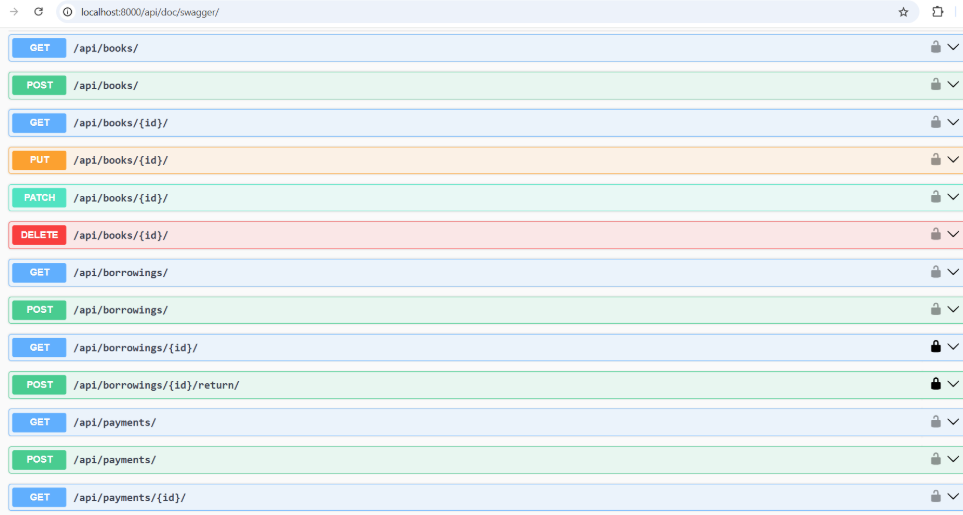 localhost:8000/api/doc/swagger/
GET /api/books/
POST /api/books/
GET /api/books/{id}/
PUT /api/books/{id}/
PATCH /api/books/{id}/
DELETE /api/books/{id}/
GET /api/borrowings/
POST /api/borrowings/
GET /api/borrowings/{id}/
POST /api/borrowings/{id}/return/
GET /api/payments/
POST /api/payments/
GET /api/payments/{id}/